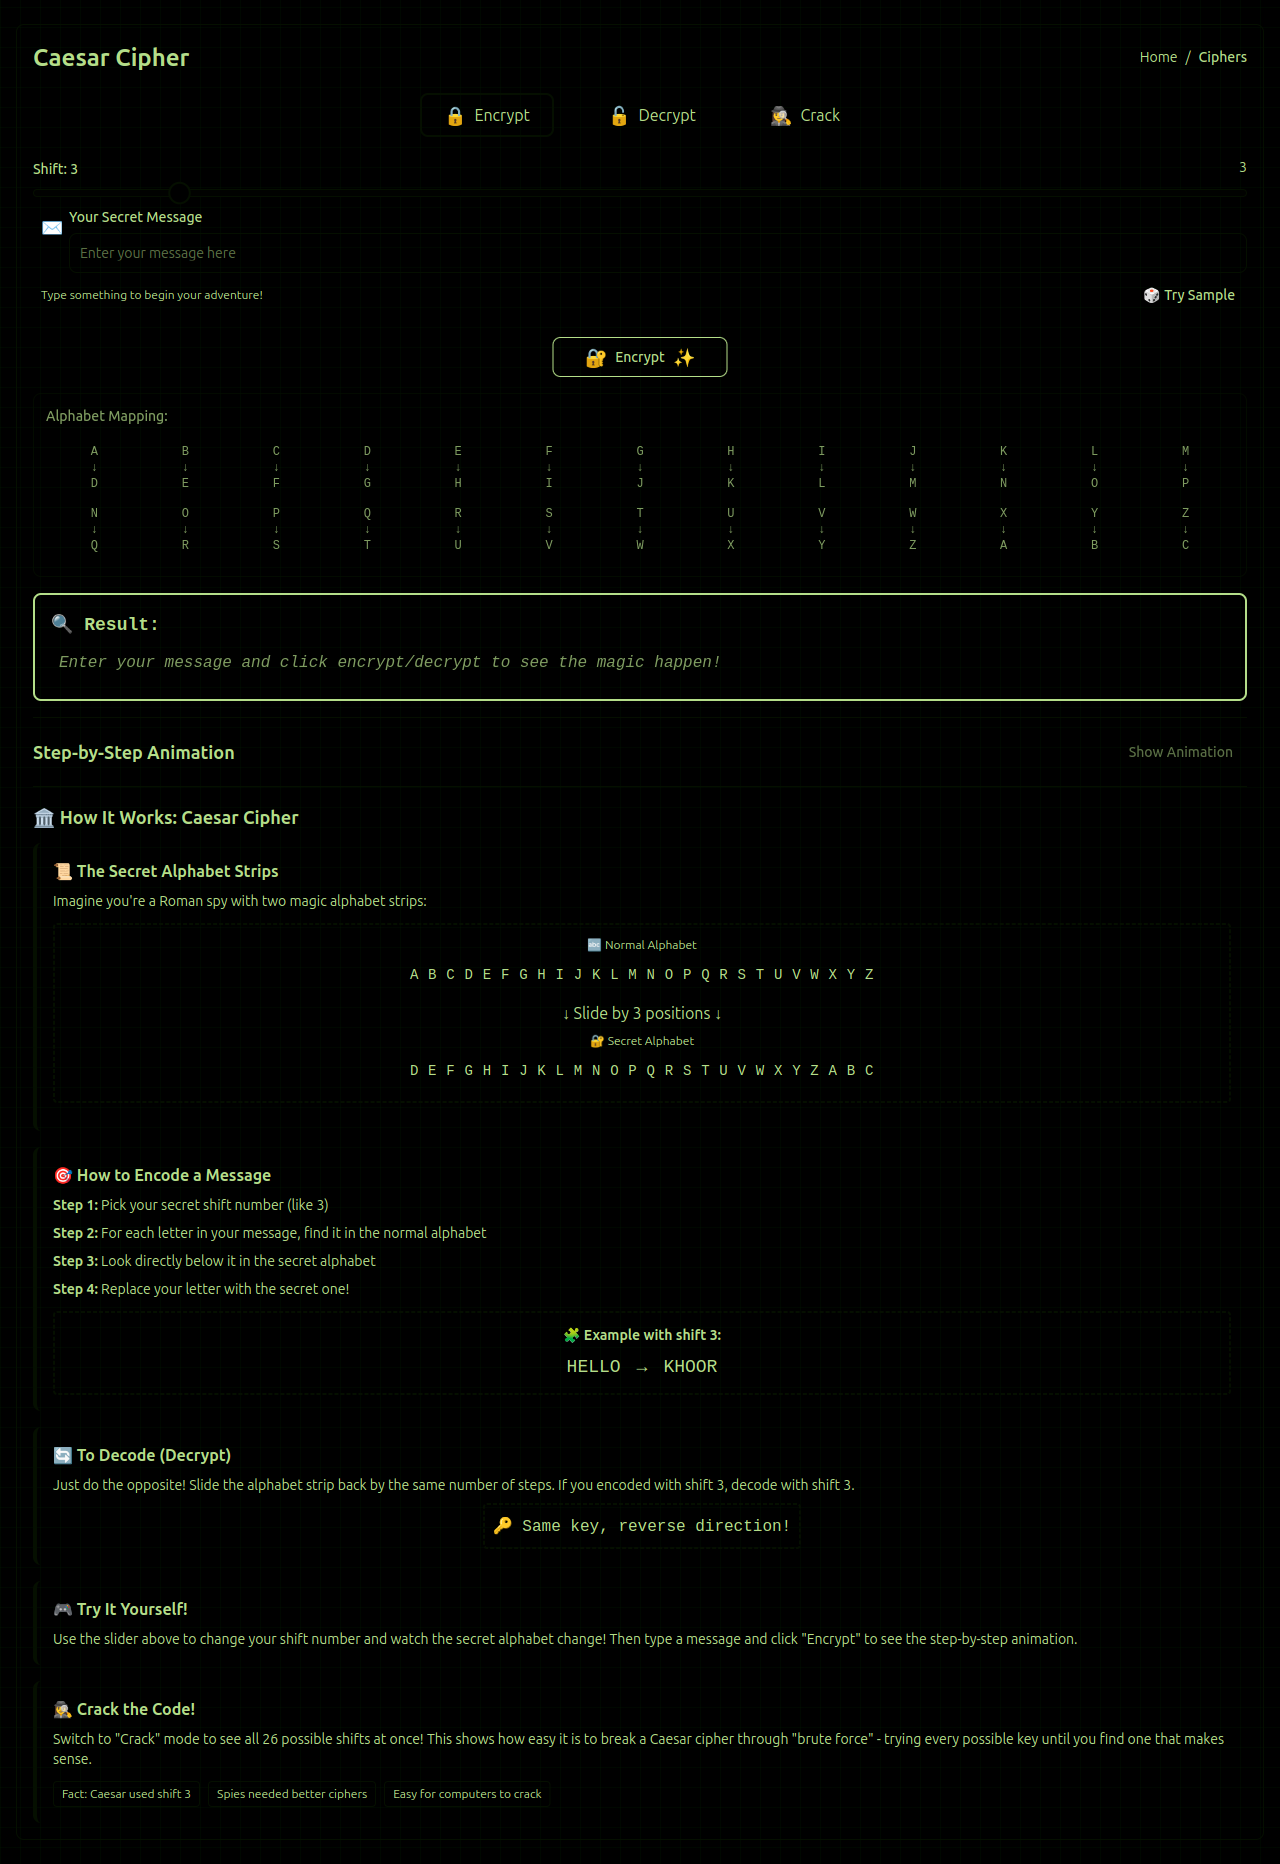 Caesar Cipher
Home / Ciphers
🔒 Encrypt
🔓 Decrypt
🕵️ Crack
Shift: 3
3
✉️ Your Secret Message
Enter your message here
Type something to begin your adventure!
🎲 Try Sample
🔐 Encrypt ✨
Alphabet Mapping:
A B C D E F G H I J K L M
↓ ↓ ↓ ↓ ↓ ↓ ↓ ↓ ↓ ↓ ↓ ↓ ↓
D E F G H I J K L M N O P
N O P Q R S T U V W X Y Z
↓ ↓ ↓ ↓ ↓ ↓ ↓ ↓ ↓ ↓ ↓ ↓ ↓
Q R S T U V W X Y Z A B C
🔍 Result:
Enter your message and click encrypt/decrypt to see the magic happen!
Step-by-Step Animation
Show Animation
🏛️ How It Works: Caesar Cipher
📜 The Secret Alphabet Strips
Imagine you're a Roman spy with two magic alphabet strips:
🔤 Normal Alphabet
A B C D E F G H I J K L M N O P Q R S T U V W X Y Z
↓ Slide by 3 positions ↓
🔐 Secret Alphabet
D E F G H I J K L M N O P Q R S T U V W X Y Z A B C
🎯 How to Encode a Message
Step 1: Pick your secret shift number (like 3)
Step 2: For each letter in your message, find it in the normal alphabet
Step 3: Look directly below it in the secret alphabet
Step 4: Replace your letter with the secret one!
🧩 Example with shift 3:
HELLO → KHOOR
🔄 To Decode (Decrypt)
Just do the opposite! Slide the alphabet strip back by the same number of steps. If you encoded with shift 3, decode with shift 3.
🔑 Same key, reverse direction!
🎮 Try It Yourself!
Use the slider above to change your shift number and watch the secret alphabet change! Then type a message and click "Encrypt" to see the step-by-step animation.
🕵️ Crack the Code!
Switch to "Crack" mode to see all 26 possible shifts at once! This shows how easy it is to break a Caesar cipher through "brute force" - trying every possible key until you find one that makes
sense.
Fact: Caesar used shift 3
Spies needed better ciphers
Easy for computers to crack